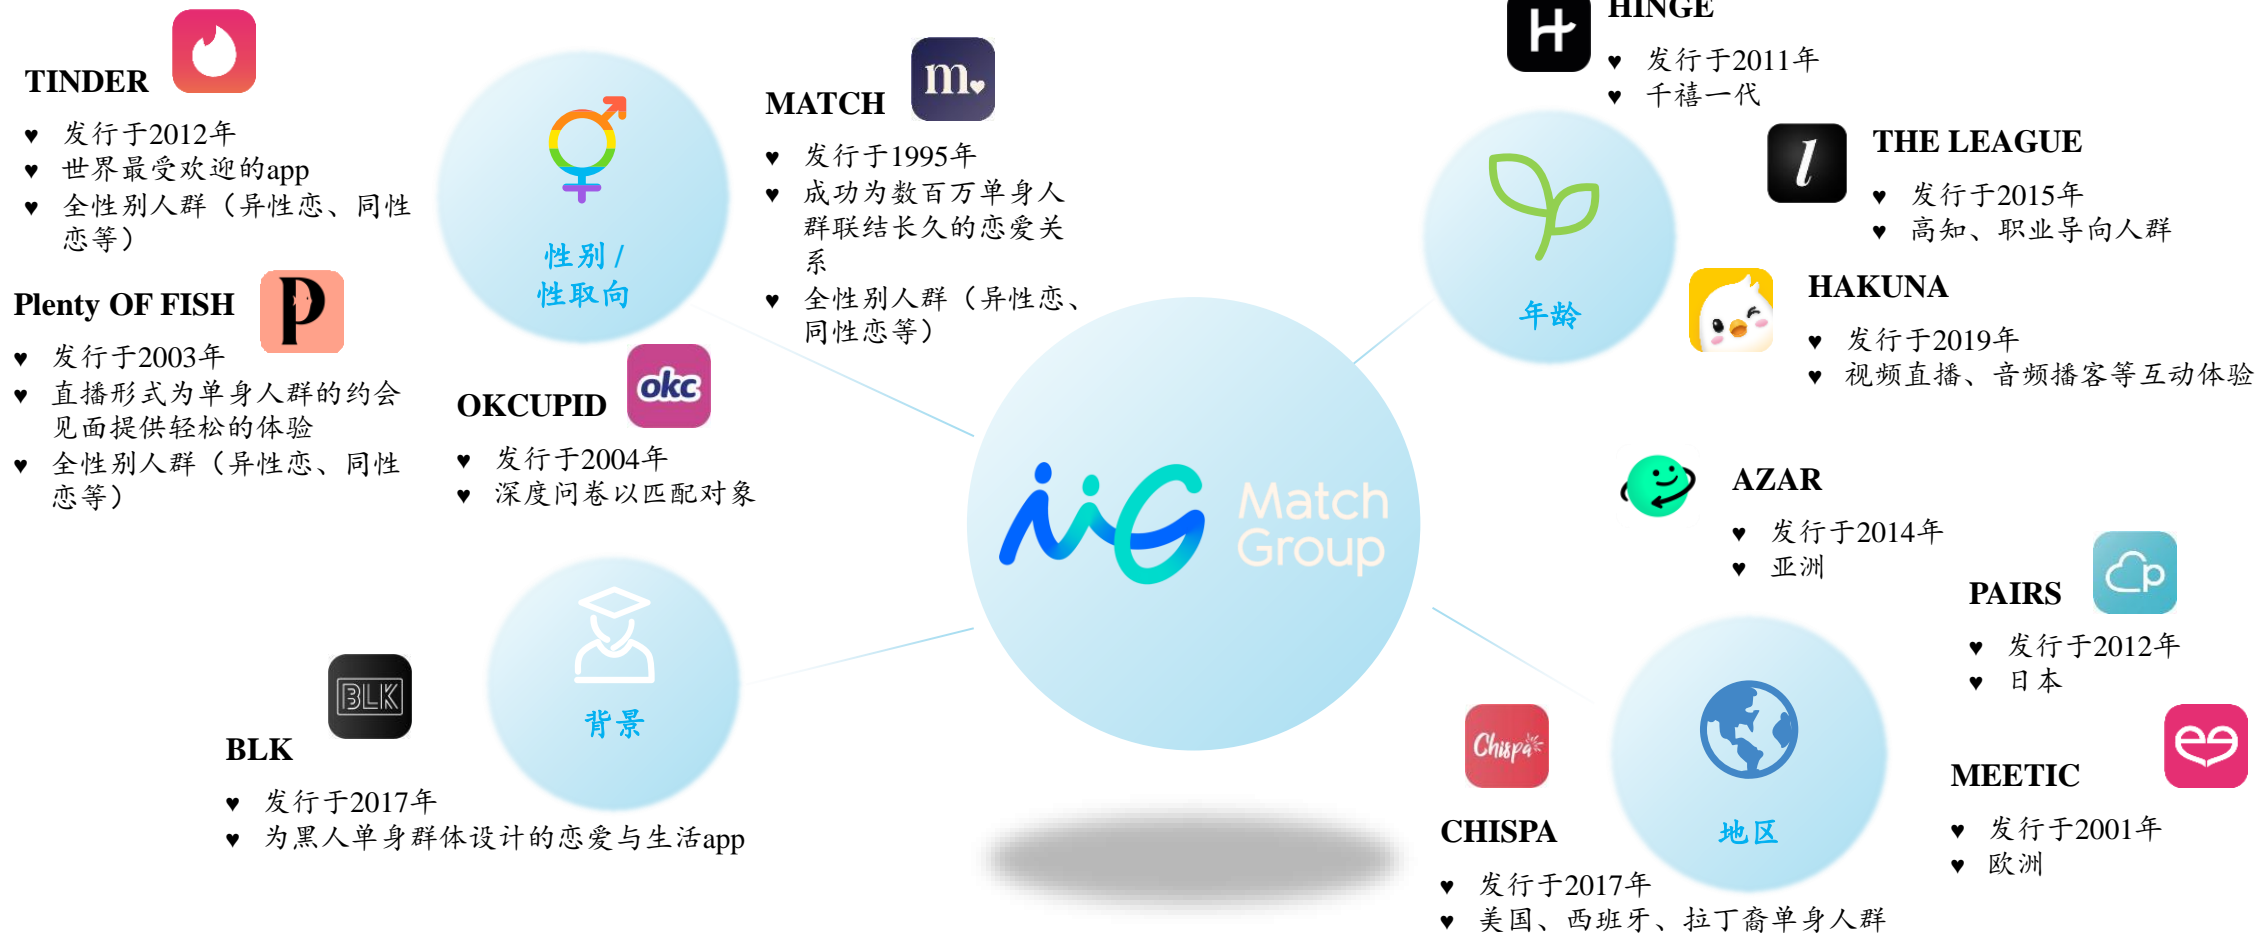 TINDER
♥ 发行于2012年
♥ 世界最受欢迎的app
♥ 全性别人群（异性恋、同性
恋等）
Plenty OF FISH
P
♥ 发行于2003年
♥ 直播形式为单身人群的约会
见面提供轻松的体验
♥ 全性别人群（异性恋、同性
恋等）
性别/
性取向
MATCH
m
♥ 发行于1995年
♥ 成功为数百万单身人
群联结长久的恋爱关
系
♥ 全性别人群（异性恋、
同性恋等）
OKCUPID
okc
♥ 发行于2004年
♥ 深度问卷以匹配对象
背景
BLK
BLK
♥ 发行于2017年
♥ 为黑人单身群体设计的恋爱与生活app
Match
Group
HINGE
H
♥ 发行于2011年
♥ 千禧一代
年龄
THE LEAGUE
l
♥ 发行于2015年
♥ 高知、职业导向人群
HAKUNA
♥ 发行于2019年
♥ 视频直播、音频播客等互动体验
AZAR
♥ 发行于2014年
♥ 亚洲
PAIRS
p
♥ 发行于2012年
♥ 日本
地区
Chispa
CHISPA
♥ 发行于2017年
♥ 美国、西班牙、拉丁裔单身人群
MEETIC
♥ 发行于2001年
♥ 欧洲